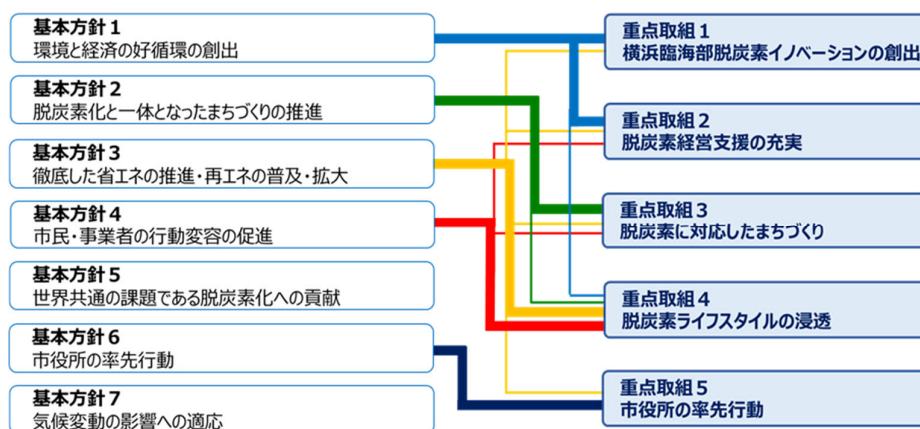 基本方針1
環境と経済の好循環の創出
基本方針2
脱炭素化と一体となったまちづくりの推進
基本方針3
徹底した省エネの推進・再エネの普及・拡大
基本方針4
市民・事業者の行動変容の促進
基本方針5
世界共通の課題である脱炭素化への貢献
基本方針6
市役所の率先行動
基本方針7
気候変動の影響への適応
重点取組1
横浜臨海部脱炭素イノベーションの創出
重点取組2
脱炭素経営支援の充実
重点取組3
脱炭素に対応したまちづくり
重点取組4
脱炭素ライフスタイルの浸透
重点取組5
市役所の率先行動